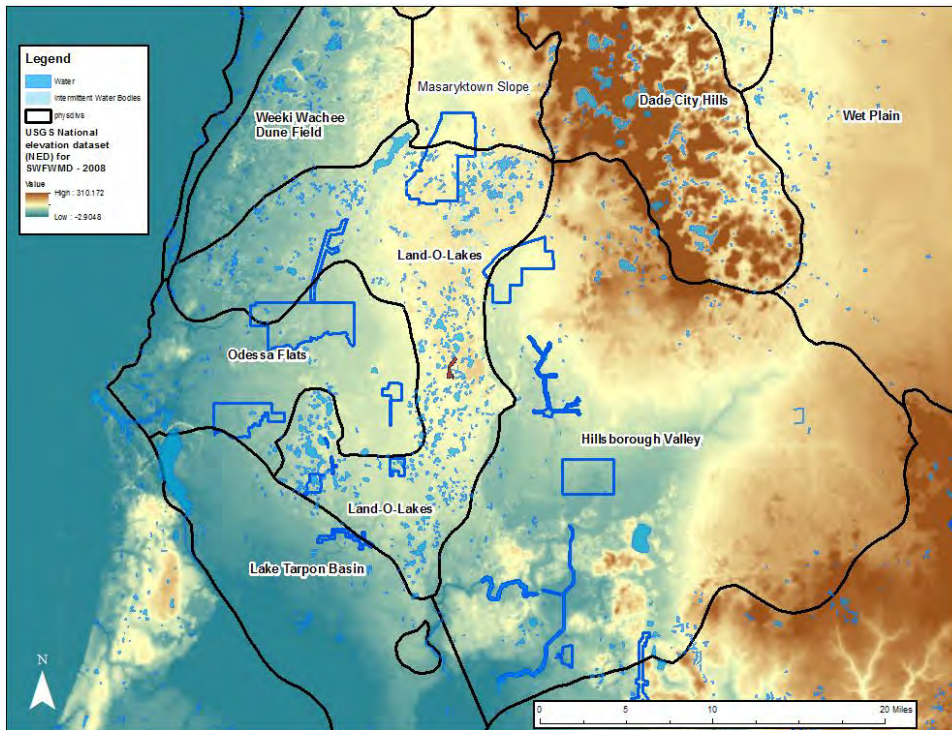 Legend
Water
Intermittent Water Bodies
physdivs
USGS National
elevation dataset
(NED) for
SWFWMD - 2008
Value
High : 310.172
Low : -2.9048
Masaryktown Slope
Weeki Wachee
Dune Field
Dade City Hills
Wet Plain
Land-O-Lakes
Odessa Flats
Hillsborough Valley
Land-O-Lakes
Lake Tarpon Basin
N
0 5 10 20 Miles